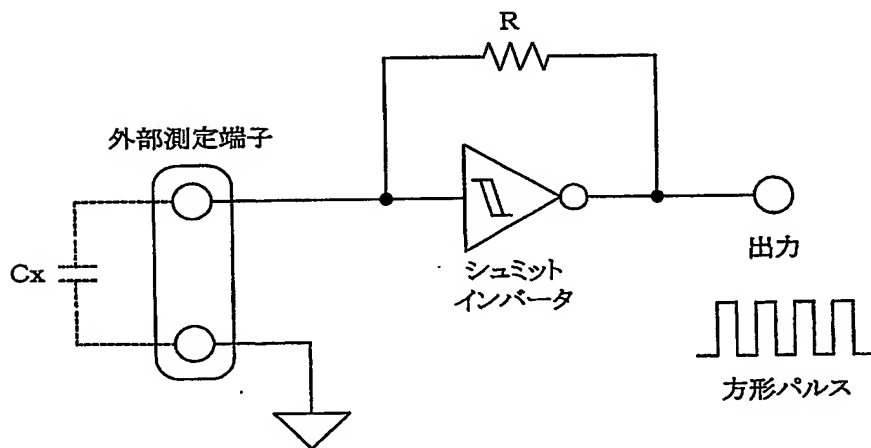 R
外部測定端子
Cx
シュミット
インバータ
出力
方形パルス